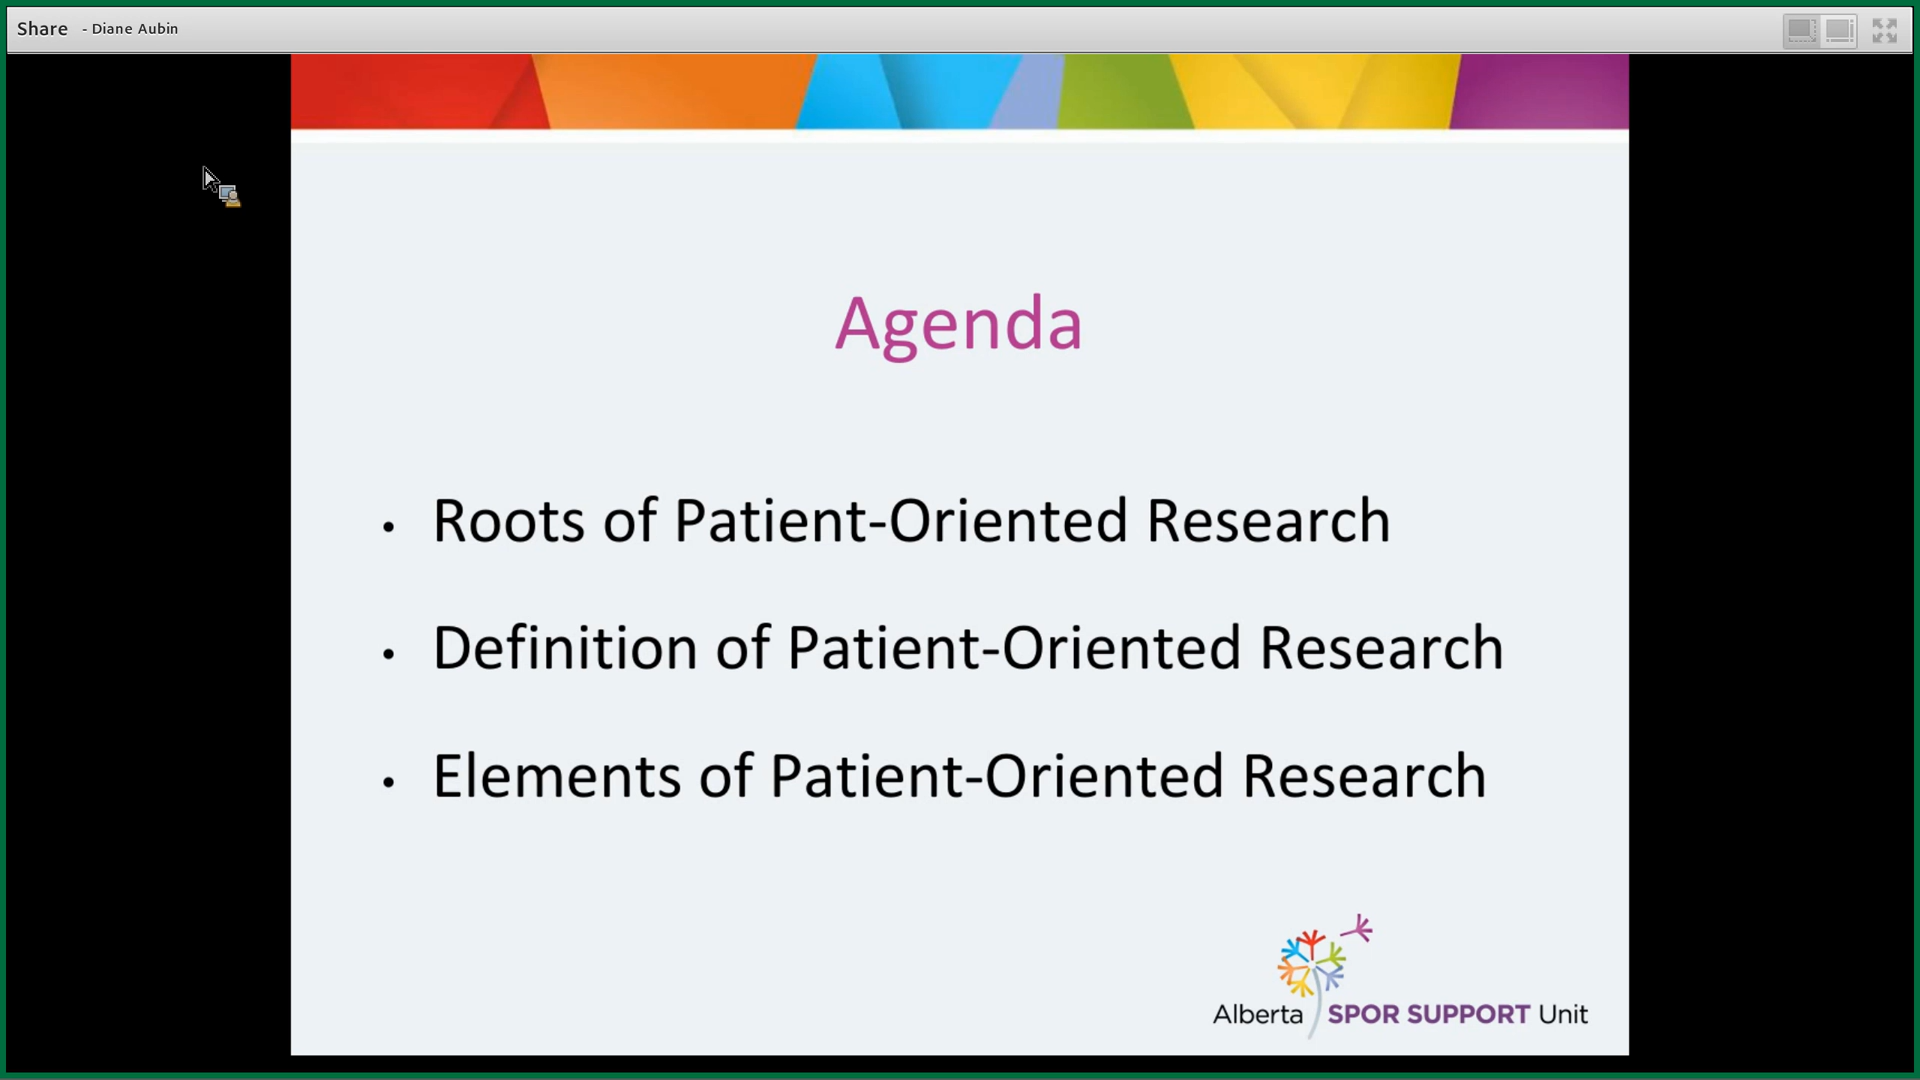 Share - Diane Aubin
Agenda
• Roots of Patient-Oriented Research
• Definition of Patient-Oriented Research
• Elements of Patient-Oriented Research
Alberta SPOR SUPPORT Unit